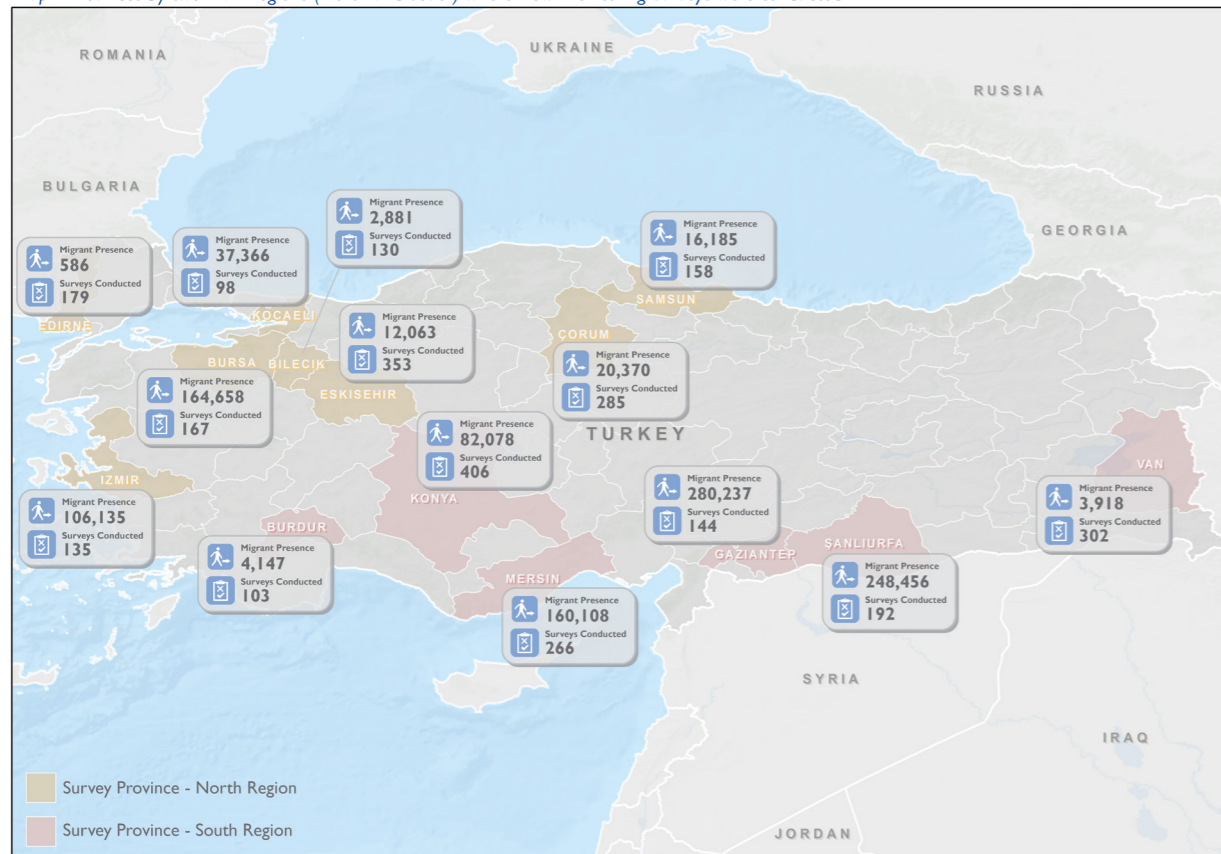 ROMANIA
UKRAINE
RUSSIA
BULGARIA
GEORGIA
Migrant Presence
2,881
Surveys Conducted
130
Migrant Presence
586
Surveys Conducted
179
EDIRNE
Migrant Presence
37,366
Surveys Conducted
98
KOCAELI
Migrant Presence
16,185
Surveys Conducted
158
SAMSUN
Migrant Presence
12,063
Surveys Conducted
353
ÇORUM
Migrant Presence
20,370
Surveys Conducted
285
BURSA
BILECIK
ESKISEHIR
Migrant Presence
164,658
Surveys Conducted
167
Migrant Presence
82,078
Surveys Conducted
406
TURKEY
KONYA
IZMIR
Migrant Presence
106,135
Surveys Conducted
135
BURDUR
Migrant Presence
4,147
Surveys Conducted
103
MERSIN
Migrant Presence
160,108
Surveys Conducted
266
Migrant Presence
280,237
Surveys Conducted
144
GAZIANTEP
ŞANLIURFA
Migrant Presence
248,456
Surveys Conducted
192
VAN
Migrant Presence
3,918
Surveys Conducted
302
SYRIA
IRAQ
JORDAN
Survey Province - North Region
Survey Province - South Region